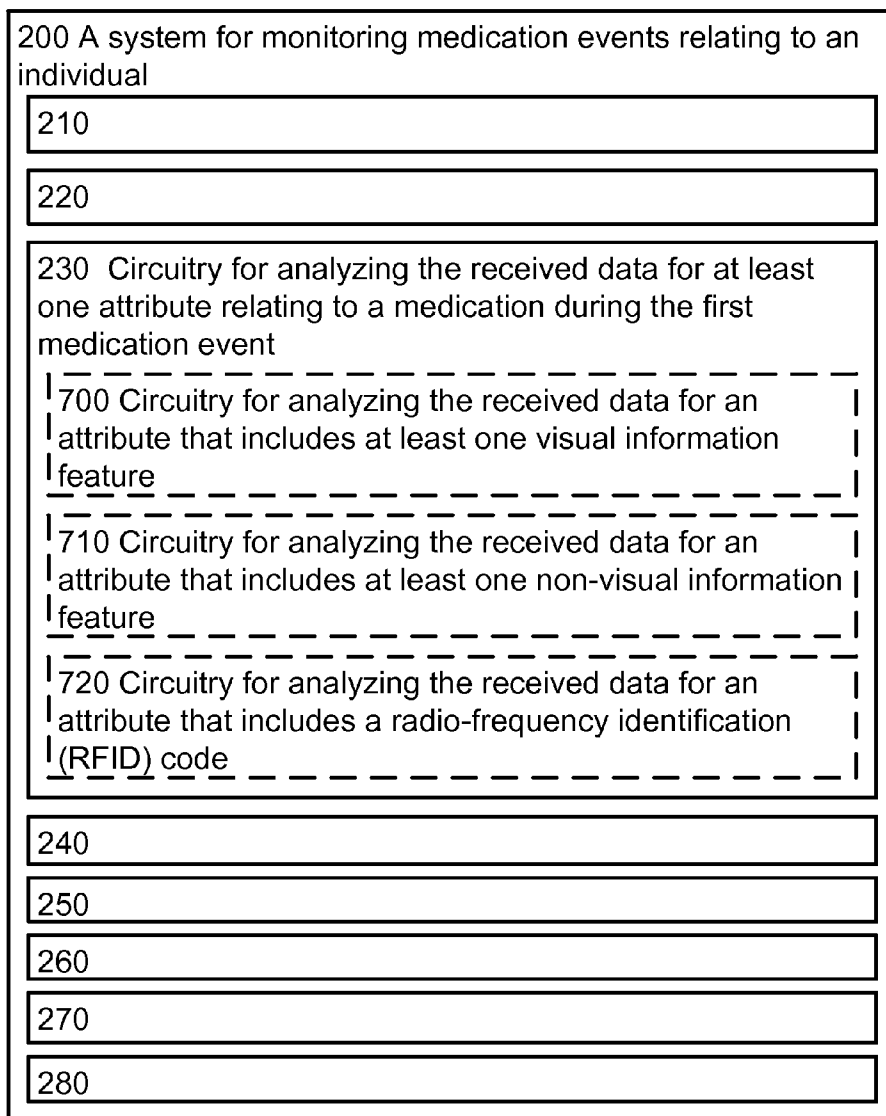 200 A system for monitoring medication events relating to an
individual
210
220
230  Circuitry for analyzing the received data for at least
one attribute relating to a medication during the first
medication event
700 Circuitry for analyzing the received data for an
attribute that includes at least one visual information
feature
710 Circuitry for analyzing the received data for an
attribute that includes at least one non-visual information
feature
720 Circuitry for analyzing the received data for an
attribute that includes a radio-frequency identification
(RFID) code
240
250
260
270
280